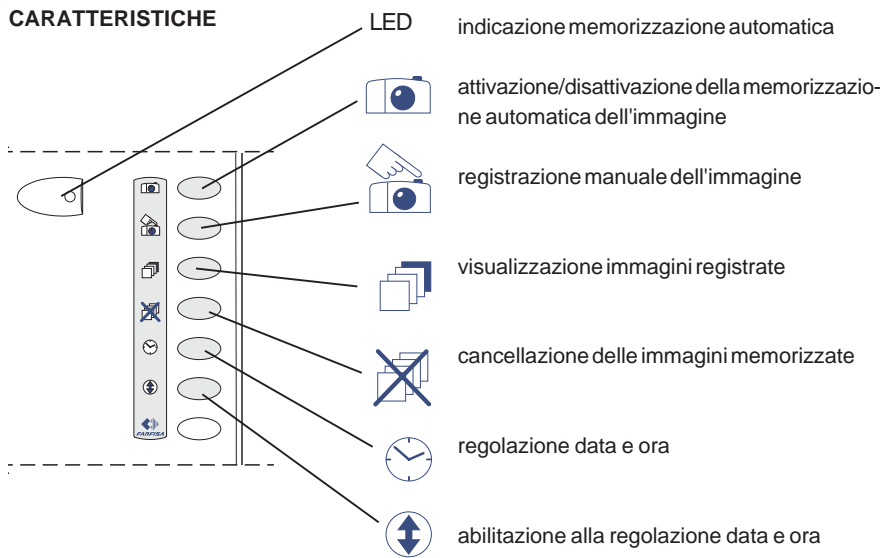 CARATTERISTICHE
LED
indicazione memorizzazione automatica
attivazione/disattivazione della memorizzazio-
ne automatica dell'immagine
registrazione manuale dell'immagine
visualizzazione immagini registrate
cancellazione delle immagini memorizzate
regolazione data e ora
abilitazione alla regolazione data e ora
FARFISA